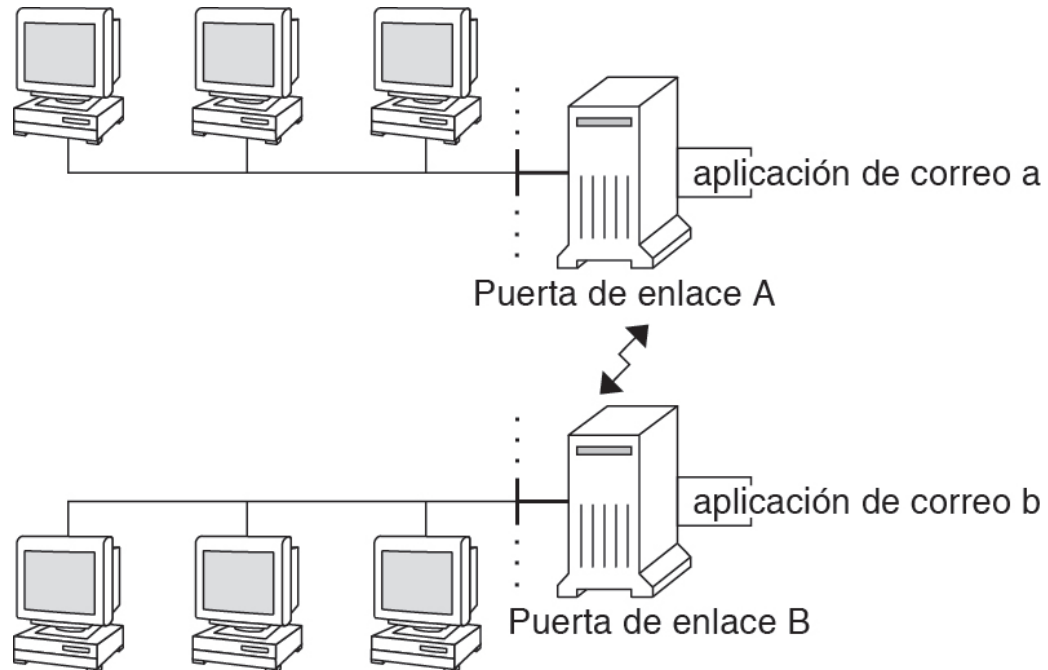 aplicación de correo a
Puerta de enlace A
aplicación de correo b
Puerta de enlace B